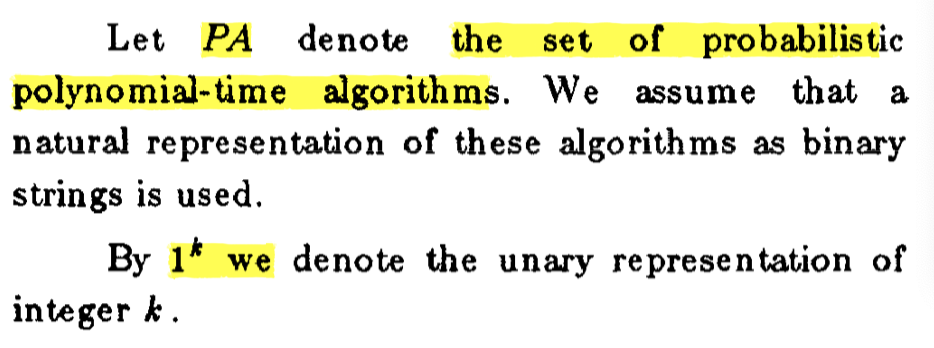 Let PA denote the set of probabilistic
polynomial-time algorithms. We assume that a
natural representation of these algorithms as binary
strings is used.
By 1^k we denote the unary representation of
integer k.